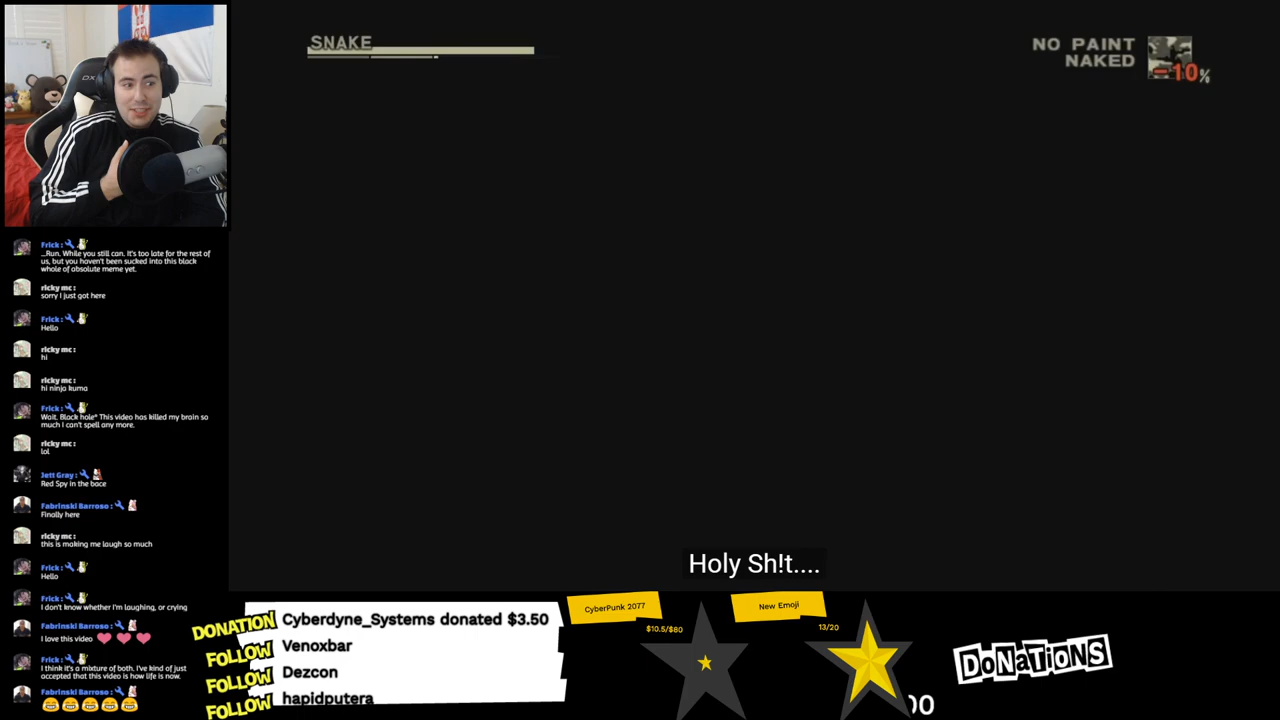 SNAKE
NO PAINT
NAKED
-10%
Frick :
...Run. While you still can. It's too late for the rest of
us, but you haven't been sucked into this black
whole of absolute meme yet.
ricky mc :
sorry I just got here
Frick :
Hello
ricky mc :
hi
ricky mc :
hi ninja kuma
Frick :
Wait. Black hole* This video has killed my brain so
much I can't spell any more.
ricky mc :
lol
Jett Gray :
Red Spy in the bace
Fabrinski Barroso :
Finally here
ricky mc :
this is making me laugh so much
Frick :
Hello
Frick :
I don't know whether I'm laughing, or crying
Fabrinski Barroso :
I love this video
Frick :
I think it's a mixture of both. I've kind of just
accepted that this video is how life is now.
Fabrinski Barroso :
Holy Sh!t....
DONATION Cyberdyne_Systems donated $3.50
FOLLOW Venoxbar
FOLLOW Dezcon
FOLLOW hapidputera
CyberPunk 2077
$10.5/$80
New Emoji
13/20
DoNaTioNS
00